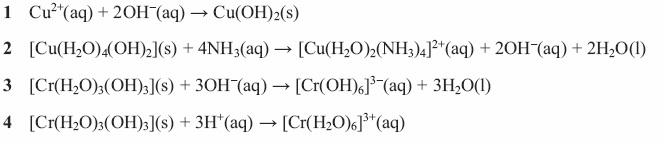 1 Cu²⁺(aq) + 2OH⁻(aq) → Cu(OH)₂(s)
2 [Cu(H₂O)₄(OH)₂](s) + 4NH₃(aq) → [Cu(H₂O)₂(NH₃)₄]²⁺(aq) + 2OH⁻(aq) + 2H₂O(l)
3 [Cr(H₂O)₃(OH)₃](s) + 3OH⁻(aq) → [Cr(OH)₆]³⁻(aq) + 3H₂O(l)
4 [Cr(H₂O)₃(OH)₃](s) + 3H⁺(aq) → [Cr(H₂O)₆]³⁺(aq)